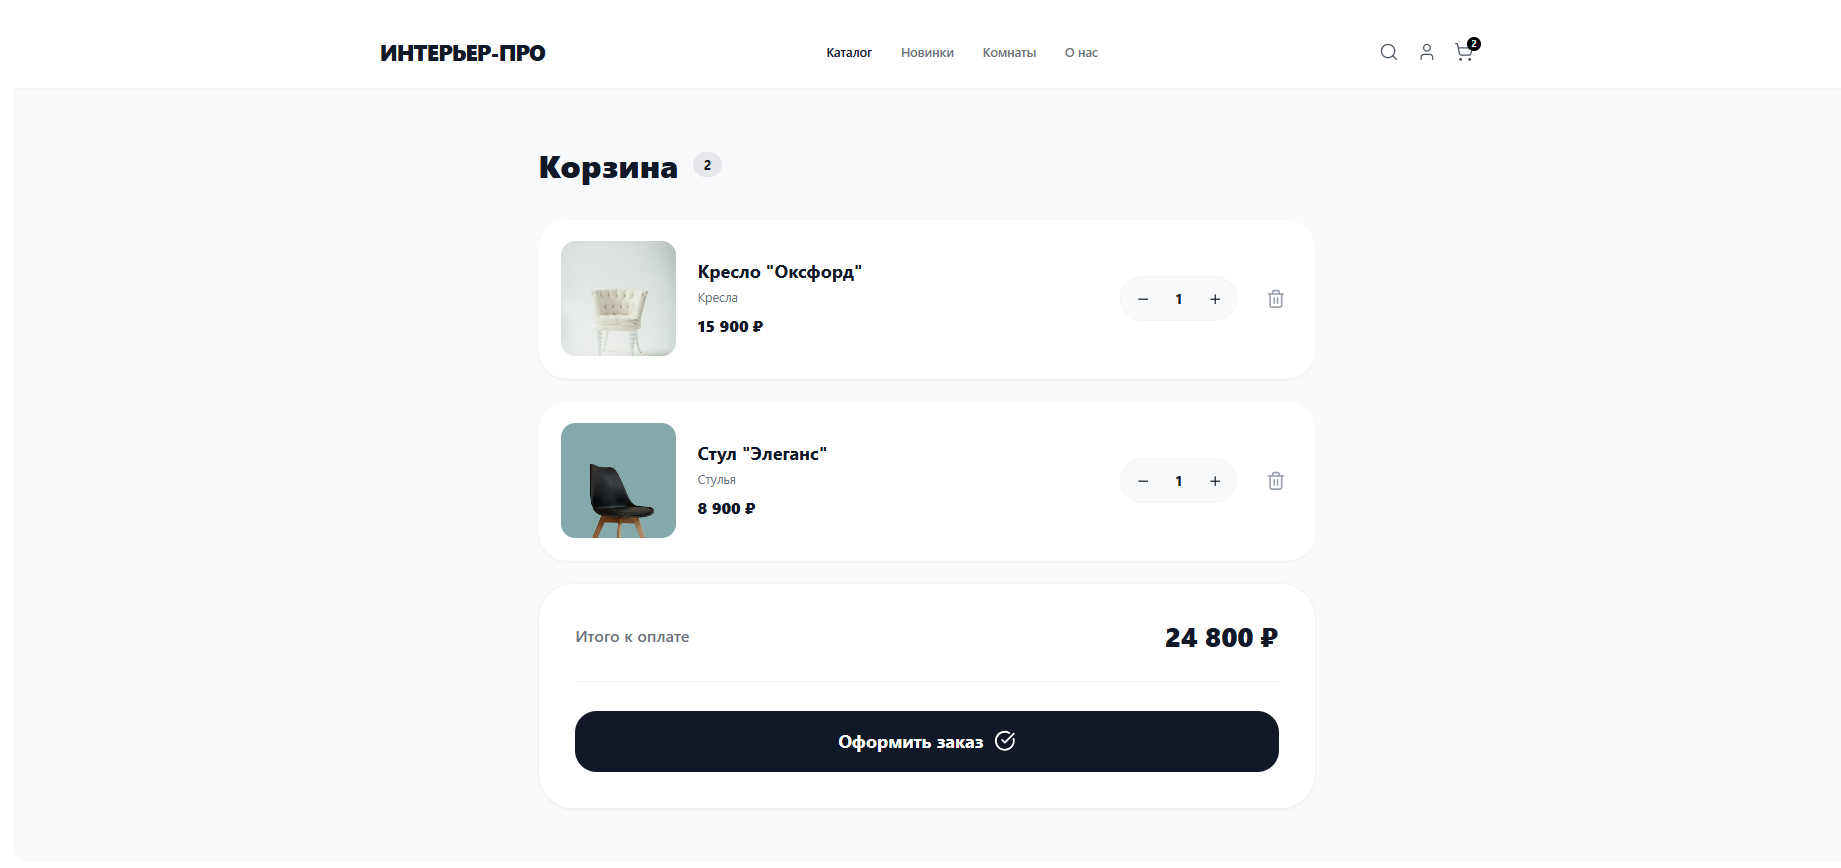 ИНТЕРЬЕР-ПРО
Каталог Новинки Комнаты О нас
2
Корзина 2
Кресло "Оксфорд"
Кресла
15 900 ₽
− 1 +
Стул "Элеганс"
Стулья
8 900 ₽
− 1 +
Итого к оплате 24 800 ₽
Оформить заказ